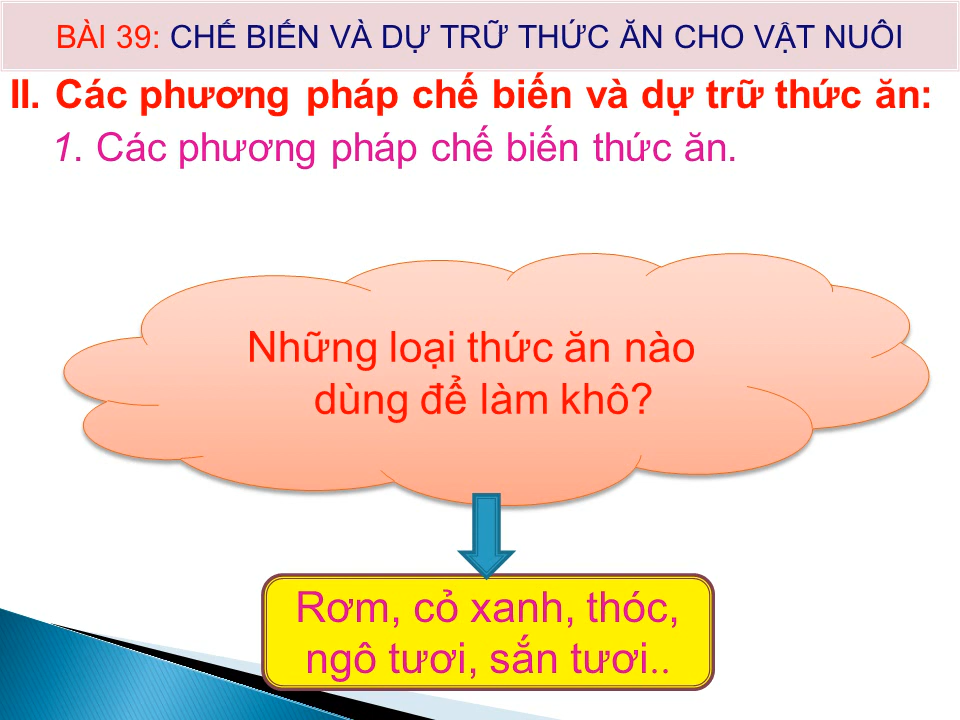 BÀI 39: CHẾ BIẾN VÀ DỰ TRỮ THỨC ĂN CHO VẬT NUÔI
II. Các phương pháp chế biến và dự trữ thức ăn:
1. Các phương pháp chế biến thức ăn.
Những loại thức ăn nào
dùng để làm khô?
Rơm, cỏ xanh, thóc,
ngô tươi, sắn tươi..